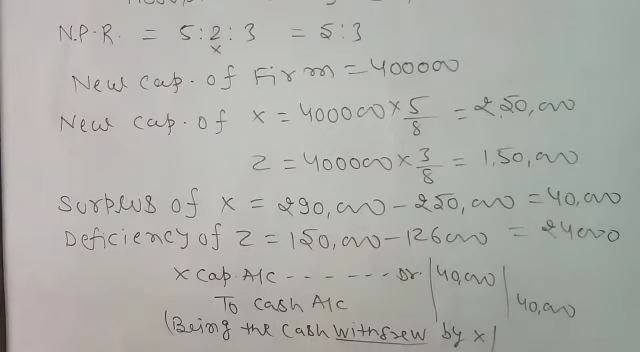 N.P.R. = 5:2:3 = 5:3
x
New cap. of Firm = 400000
New cap. of x = 400000 × 5/8 = 2,50,000
Z = 400000 × 3/8 = 1,50,000
Surplus of x = 290,000 - 250,000 = 40,000
Deficiency of Z = 150,000 - 126000 = 24000
x cap A/c - - - - - - - Dr. 40,000
To cash A/c 40,000
(Being the cash withdrew by x)